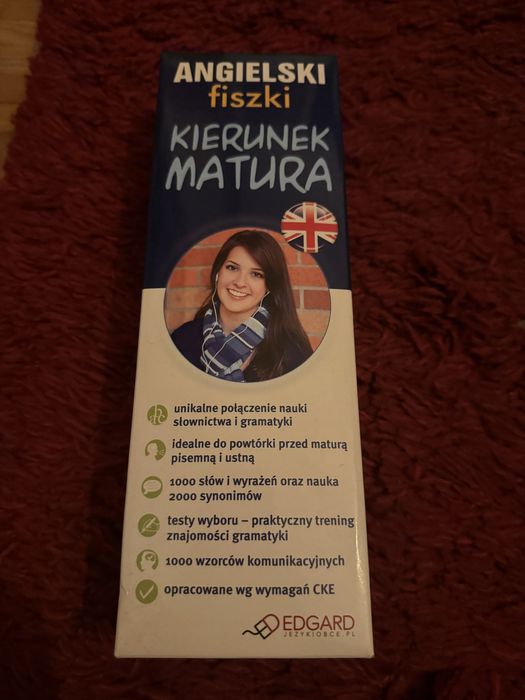 ANGIELSKI
fiszki
KIERUNEK
MATURA
unikalne połączenie nauki
słownictwa i gramatyki
idealne do powtórki przed maturą
pisemną i ustną
1000 słów i wyrażeń oraz nauka
2000 synonimów
testy wyboru – praktyczny trening
znajomości gramatyki
1000 wzorców komunikacyjnych
opracowane wg wymagań CKE
EDGARD
JEZYKIOBCE.PL